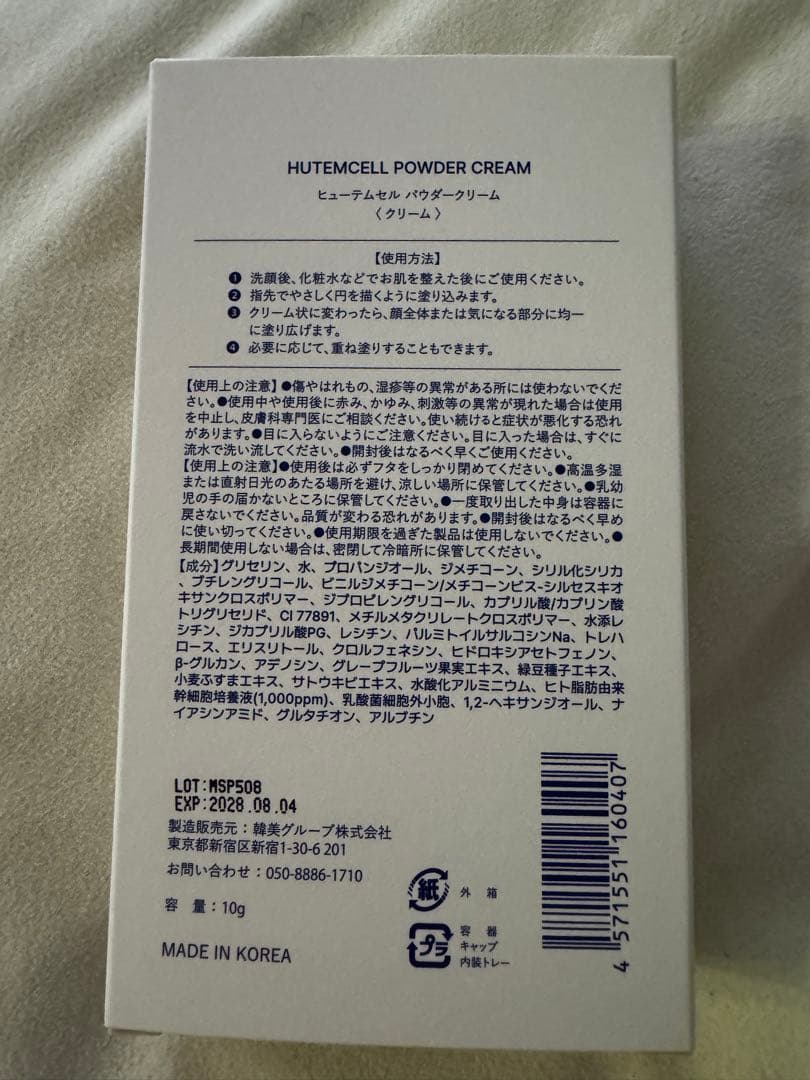 HUTEMCELL POWDER CREAM
ヒューテムセル パウダークリーム
〈 クリーム 〉
【使用方法】
❶ 洗顔後、化粧水などでお肌を整えた後にご使用ください。
❷ 指先でやさしく円を描くように塗り込みます。
❸ クリーム状に変わったら、顔全体または気になる部分に均一
に塗り広げます。
❹ 必要に応じて、重ね塗りすることもできます。
【使用上の注意】●傷やはれもの、湿疹等の異常がある所には使わないでくだ
さい。●使用中や使用後に赤み、かゆみ、刺激等の異常が現れた場合は使用
を中止し、皮膚科専門医にご相談ください。使い続けると症状が悪化する恐れ
があります。●目に入らないようにご注意ください。目に入った場合は、すぐに
流水で洗い流してください。●開封後はなるべく早くご使用ください。
【使用上の注意】●使用後は必ずフタをしっかり閉めてください。●高温多湿
または直射日光のあたる場所を避け、涼しい場所に保管してください。●乳幼
児の手の届かないところに保管してください。●一度取り出した中身は容器に
戻さないでください。品質が変わる恐れがあります。●開封後はなるべく早め
に使い切ってください。●使用期限を過ぎた製品は使用しないでください。●
長期間使用しない場合は、密閉して冷暗所に保管してください。
【成分】グリセリン、水、プロパンジオール、ジメチコーン、シリル化シリカ
、ブチレングリコール、ビニルジメチコーン/メチコーンビス-シルセスキオ
キサンクロスポリマー、ジプロピレングリコール、カプリル酸/カプリン酸
トリグリセリド、CI 77891、メチルメタクリレートクロスポリマー、水添レ
シチン、ジカプリル酸PG、レシチン、パルミトイルサルコシンNa、トレハ
ロース、エリスリトール、クロルフェネシン、ヒドロキシアセトフェノン、
β-グルカン、アデノシン、グレープフルーツ果実エキス、緑豆種子エキス、
小麦ふすまエキス、サトウキビエキス、水酸化アルミニウム、ヒト脂肪由来
幹細胞培養液(1,000ppm)、乳酸菌細胞外小胞、1,2-ヘキサンジオール、ナ
イアシンアミド、グルタチオン、アルブチン
LOT:MSP508
EXP:2028.08.04
製造販売元：韓美グループ株式会社
東京都新宿区新宿1-30-6 201
お問い合わせ：050-8886-1710
容 量：10g
MADE IN KOREA
紙 外 箱
プラ 容 器
キャップ
内装トレー
4 571551 160407